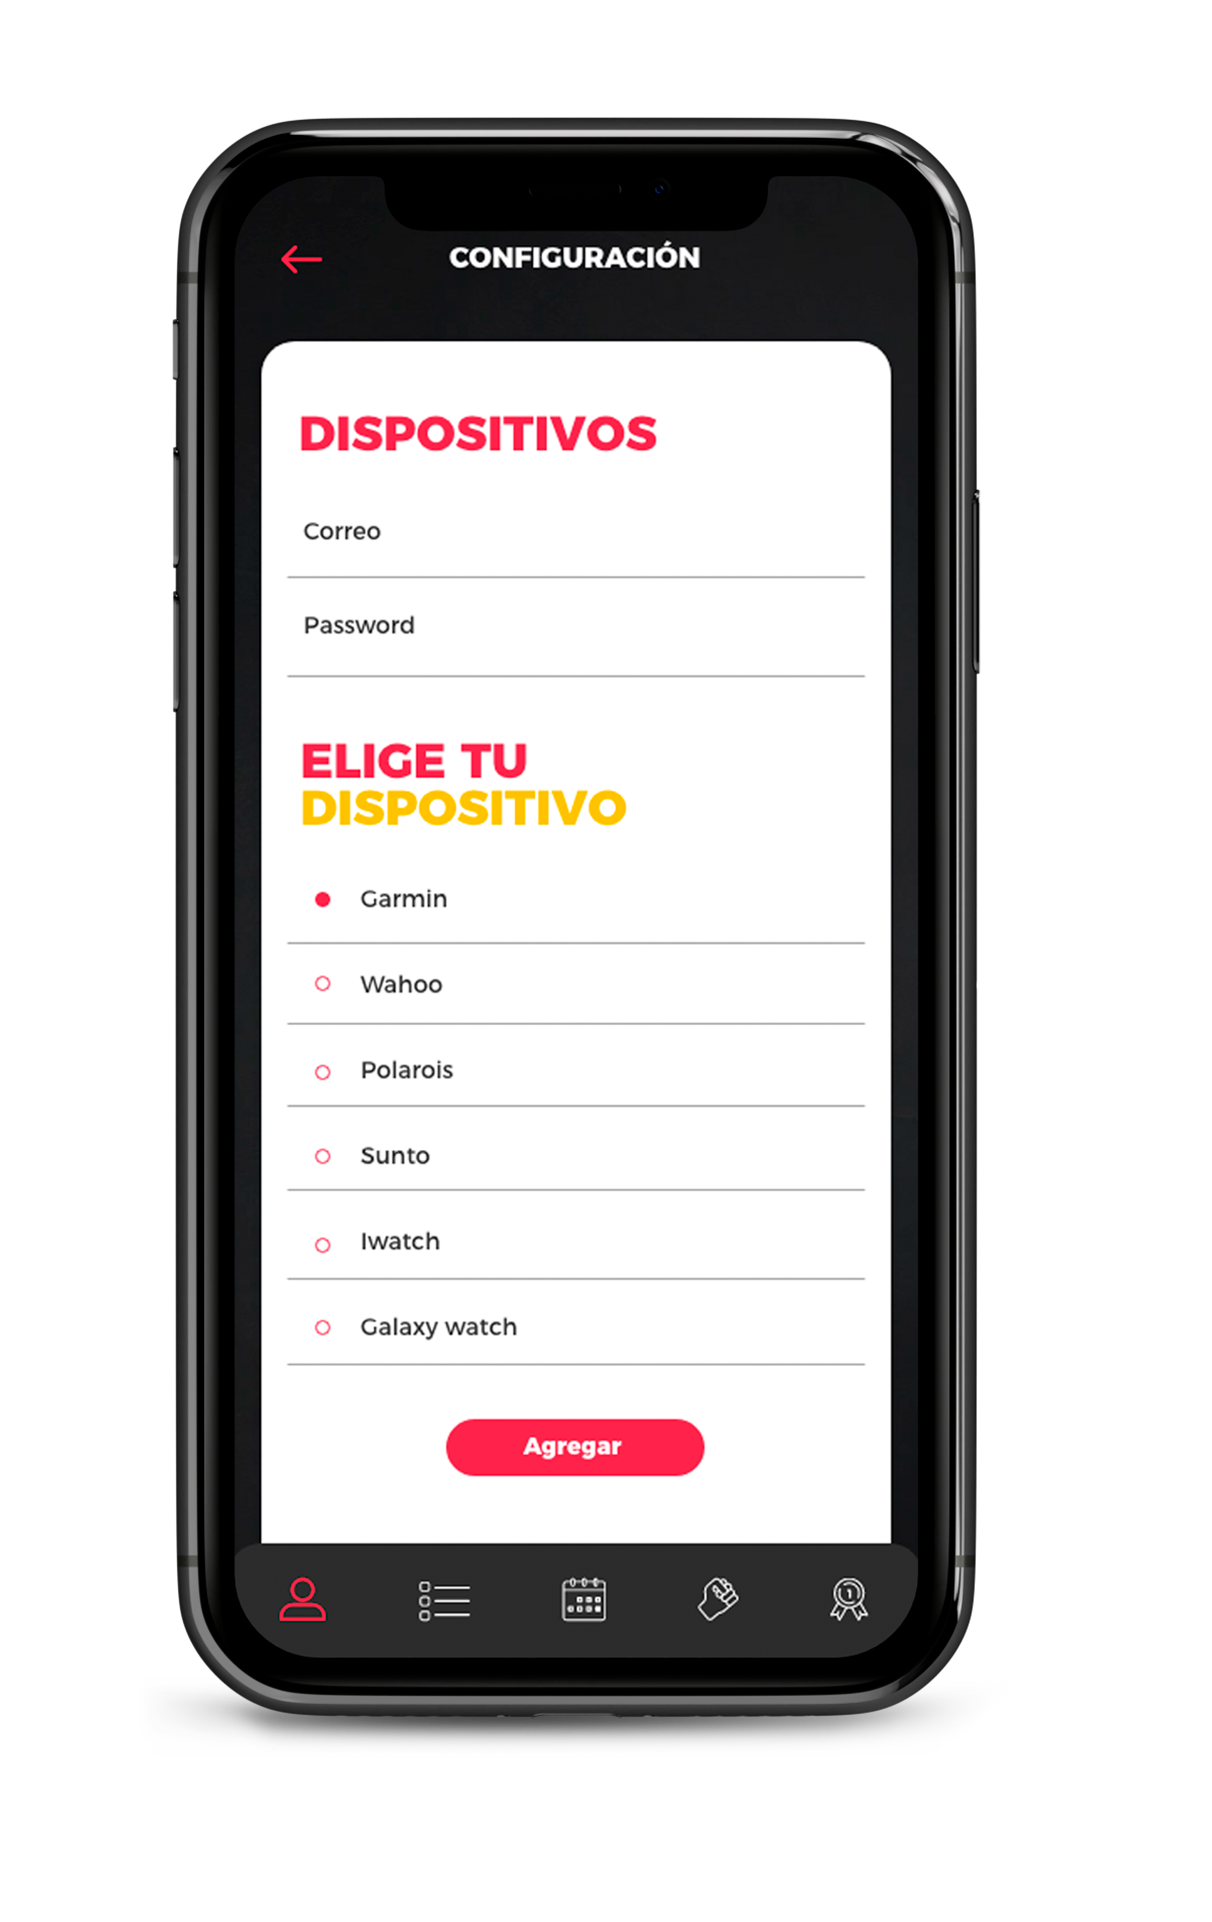 CONFIGURACIÓN
DISPOSITIVOS
Correo
Password
ELIGE TU
DISPOSITIVO
Garmin
Wahoo
Polarois
Sunto
Iwatch
Galaxy watch
Agregar
1